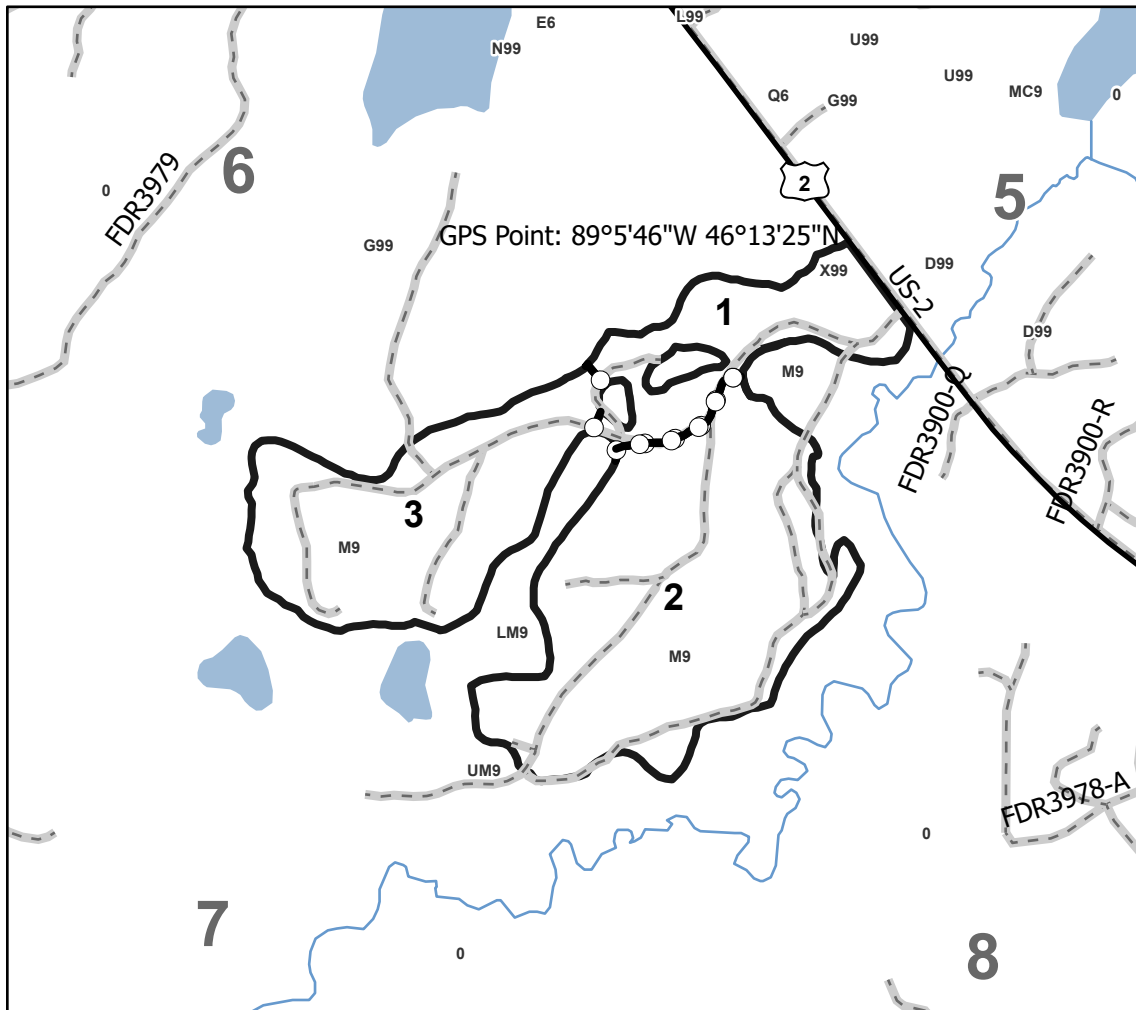 L99
E6
U99
N99
U99
MC9
0
Q6
G99
6
FDR3979
0
2
5
G99
GPS Point: 89°5'46"W 46°13'25"N
X99
D99
US-2
1
D99
M9
FDR3900-Q
FDR3900-R
3
M9
2
LM9
M9
UM9
FDR3978-A
0
7
0
8